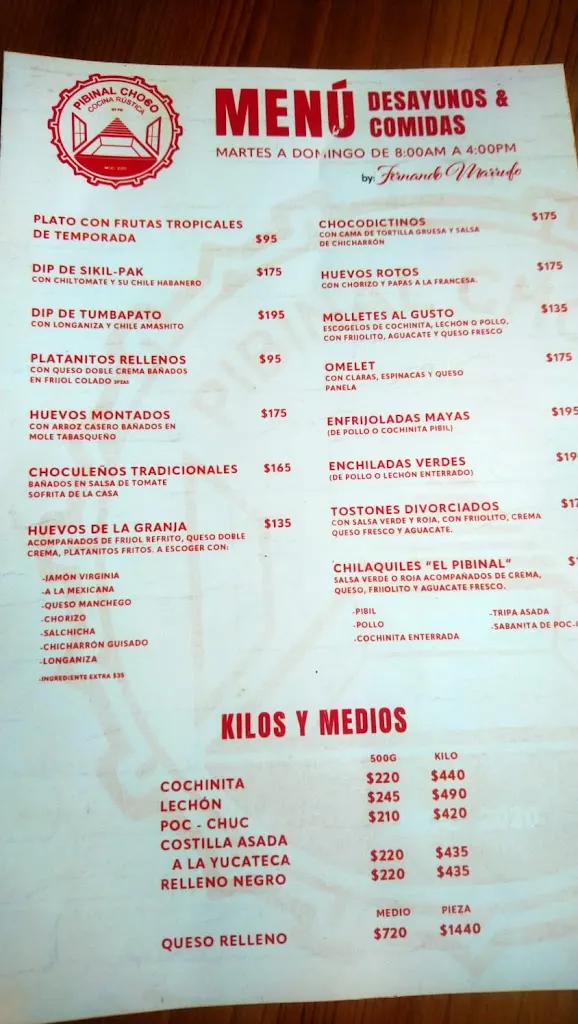 PIBINAL CHO60
COCINA RÚSTICA
MENÚ DESAYUNOS & COMIDAS
MARTES A DOMINGO DE 8:00AM A 4:00PM
by: Fernando Marrufo
PLATO CON FRUTAS TROPICALES
DE TEMPORADA $95
DIP DE SIKIL-PAK $175
CON CHILTOMATE Y SU CHILE HABANERO
DIP DE TUMBAPATO $195
CON LONGANIZA Y CHILE AMASHITO
PLATANITOS RELLENOS $95
CON QUESO DOBLE CREMA BAÑADOS
EN FRIJOL COLADO 3PZAS
HUEVOS MONTADOS $175
CON ARROZ CASERO BAÑADOS EN
MOLE TABASQUEÑO
CHOCULEÑOS TRADICIONALES $165
BAÑADOS EN SALSA DE TOMATE
SOFRITA DE LA CASA
HUEVOS DE LA GRANJA $135
ACOMPAÑADOS DE FRIJOL REFRITO, QUESO DOBLE
CREMA, PLATANITOS FRITOS. A ESCOGER CON:
-JAMÓN VIRGINIA
-A LA MEXICANA
-QUESO MANCHEGO
-CHORIZO
-SALCHICHA
-CHICHARRÓN GUISADO
-LONGANIZA
-INGREDIENTE EXTRA $35
CHOCODICTINOS $175
CON CAMA DE TORTILLA GRUESA Y SALSA
DE CHICHARRÓN
HUEVOS ROTOS $175
CON CHORIZO Y PAPAS A LA FRANCESA.
MOLLETES AL GUSTO $135
ESCOGELOS DE COCHINITA, LECHÓN O POLLO,
CON FRIJOLITO, AGUACATE Y QUESO FRESCO
OMELET $175
CON CLARAS, ESPINACAS Y QUESO
PANELA
ENFRIJOLADAS MAYAS $195
(DE POLLO O COCHINITA PIBIL)
ENCHILADAS VERDES $19
(DE POLLO O LECHÓN ENTERRADO)
TOSTONES DIVORCIADOS $17
CON SALSA VERDE Y ROJA, CON FRIJOLITO, CREMA
QUESO FRESCO Y AGUACATE.
CHILAQUILES "EL PIBINAL" $
SALSA VERDE O ROJA ACOMPAÑADOS DE CREMA,
QUESO, FRIJOLITO Y AGUACATE FRESCO.
-PIBIL
-POLLO
-COCHINITA ENTERRADA
-TRIPA ASADA
-SABANITA DE POC-
KILOS Y MEDIOS
500G KILO
COCHINITA $220 $440
LECHÓN $245 $490
POC - CHUC $210 $420
COSTILLA ASADA
A LA YUCATECA $220 $435
RELLENO NEGRO $220 $435
MEDIO PIEZA
QUESO RELLENO $720 $1440